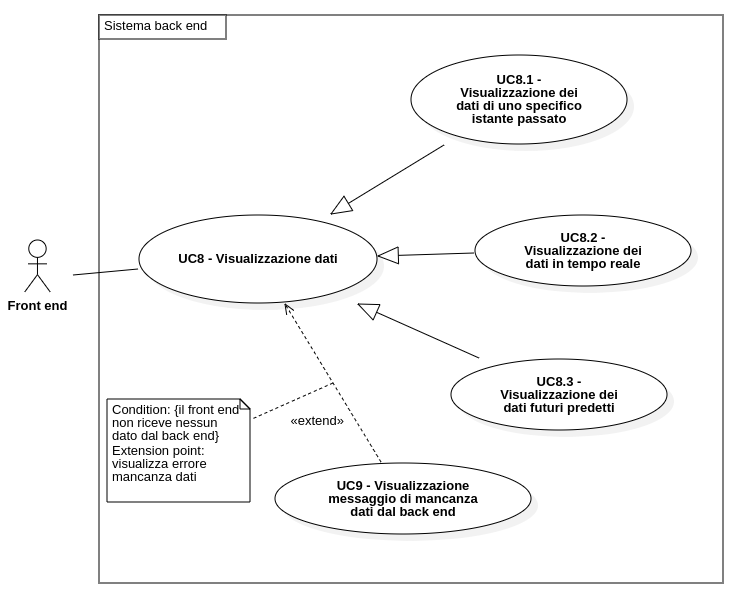 Sistema back end
UC8.1 -
Visualizzazione dei
dati di uno specifico
istante passato
UC8 - Visualizzazione dati
UC8.2 -
Visualizzazione dei
dati in tempo reale
Front end
UC8.3 -
Visualizzazione dei
dati futuri predetti
Condition: {il front end
non riceve nessun
dato dal back end}
Extension point:
visualizza errore
mancanza dati
«extend»
UC9 - Visualizzazione
messaggio di mancanza
dati dal back end